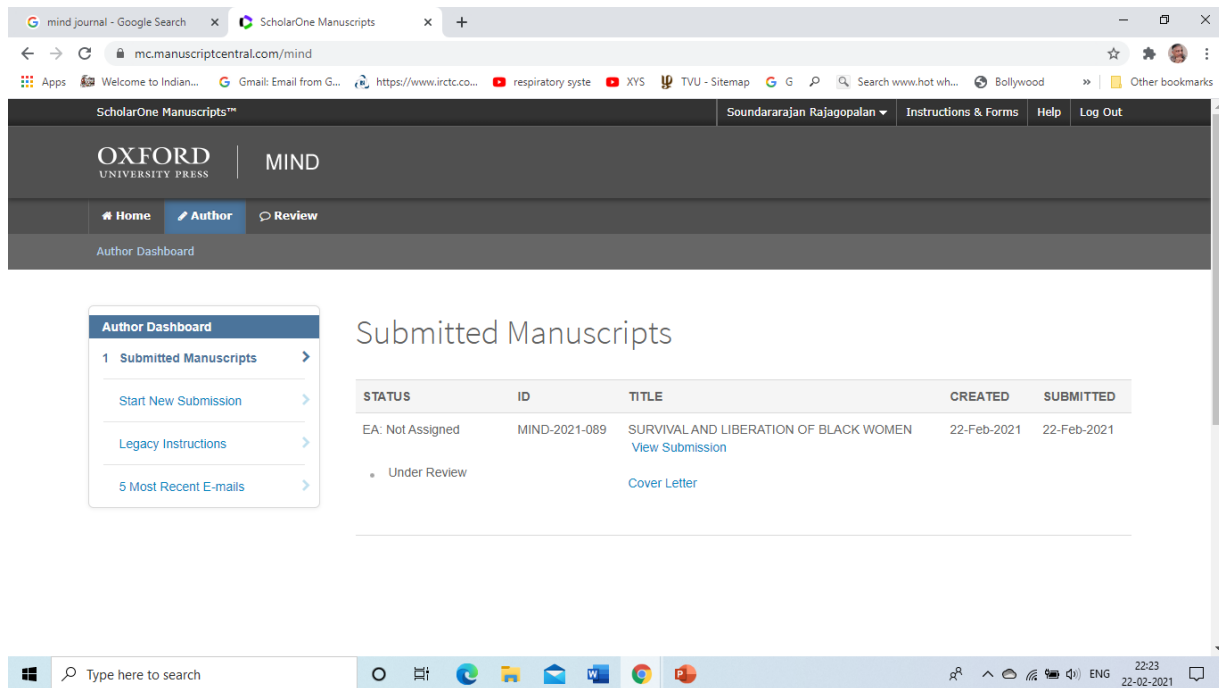 mind journal - Google Search
ScholarOne Manuscripts
mc.manuscriptcentral.com/mind
Apps Welcome to Indian... Gmail: Email from G... https://www.irctc.co... respiratory syste XYS TVU - Sitemap G G Search www.hot wh... Bollywood » Other bookmarks
ScholarOne Manuscripts™ Soundararajan Rajagopalan Instructions & Forms Help Log Out
OXFORD
UNIVERSITY PRESS
MIND
Home Author Review
Author Dashboard
Author Dashboard
1 Submitted Manuscripts
Start New Submission
Legacy Instructions
5 Most Recent E-mails
Submitted Manuscripts
STATUS ID TITLE CREATED SUBMITTED
EA: Not Assigned MIND-2021-089 SURVIVAL AND LIBERATION OF BLACK WOMEN 22-Feb-2021 22-Feb-2021
View Submission
Under Review
Cover Letter
Type here to search
ENG
22:23
22-02-2021